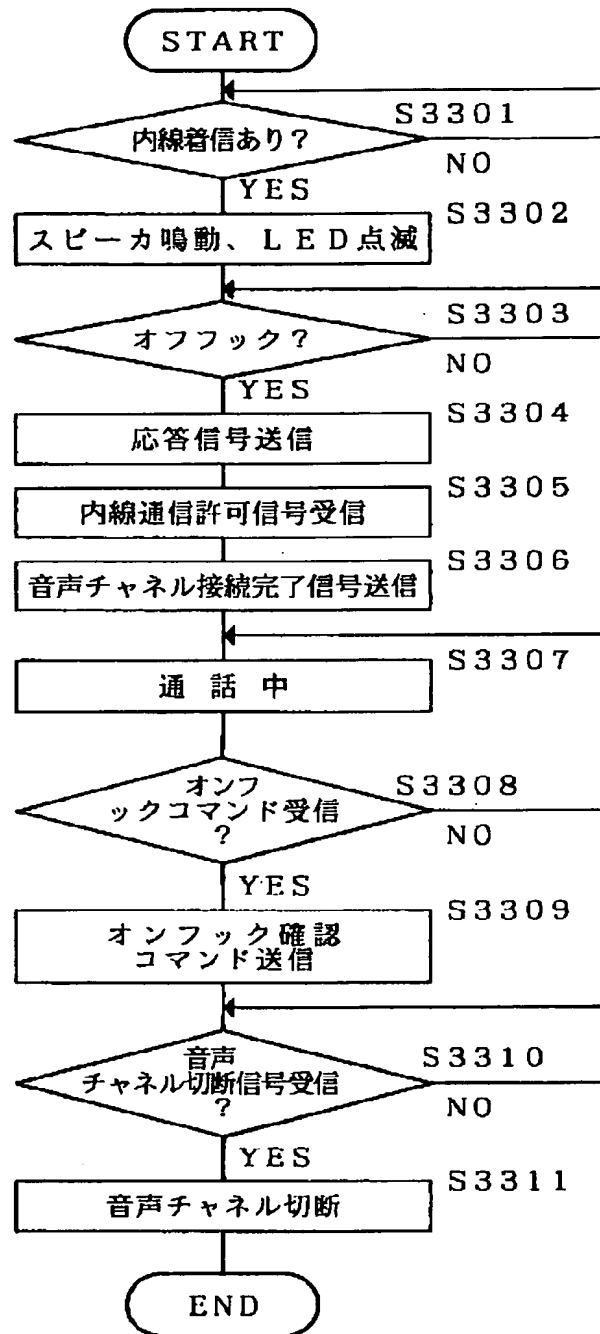 START
S3301
内線着信あり？
NO
YES
S3302
スピーカ鳴動、LED点滅
S3303
オフフック？
NO
YES
S3304
応答信号送信
S3305
内線通信許可信号受信
S3306
音声チャネル接続完了信号送信
S3307
通話中
S3308
オンフ
ックコマンド受信
？
NO
YES
S3309
オンフック確認
コマンド送信
S3310
音声
チャネル切断信号受信
？
NO
YES
S3311
音声チャネル切断
END